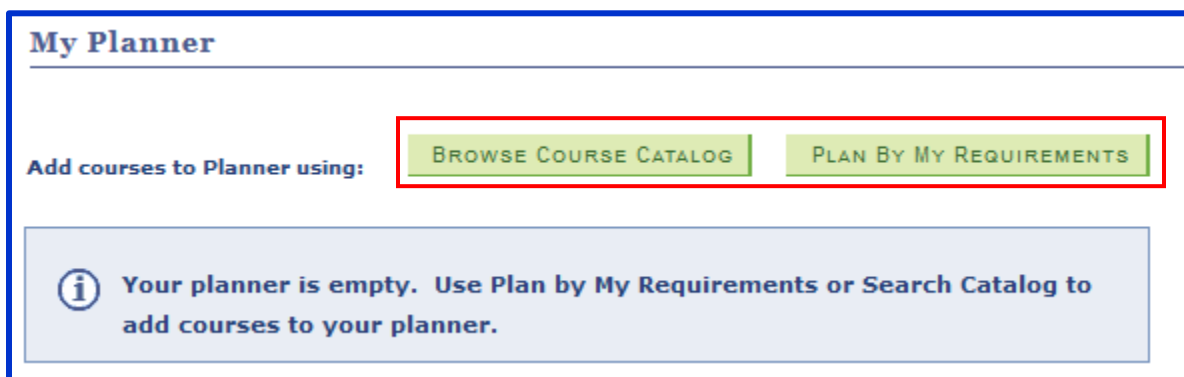 My Planner
Add courses to Planner using: BROWSE COURSE CATALOG PLAN BY MY REQUIREMENTS
Your planner is empty. Use Plan by My Requirements or Search Catalog to
add courses to your planner.